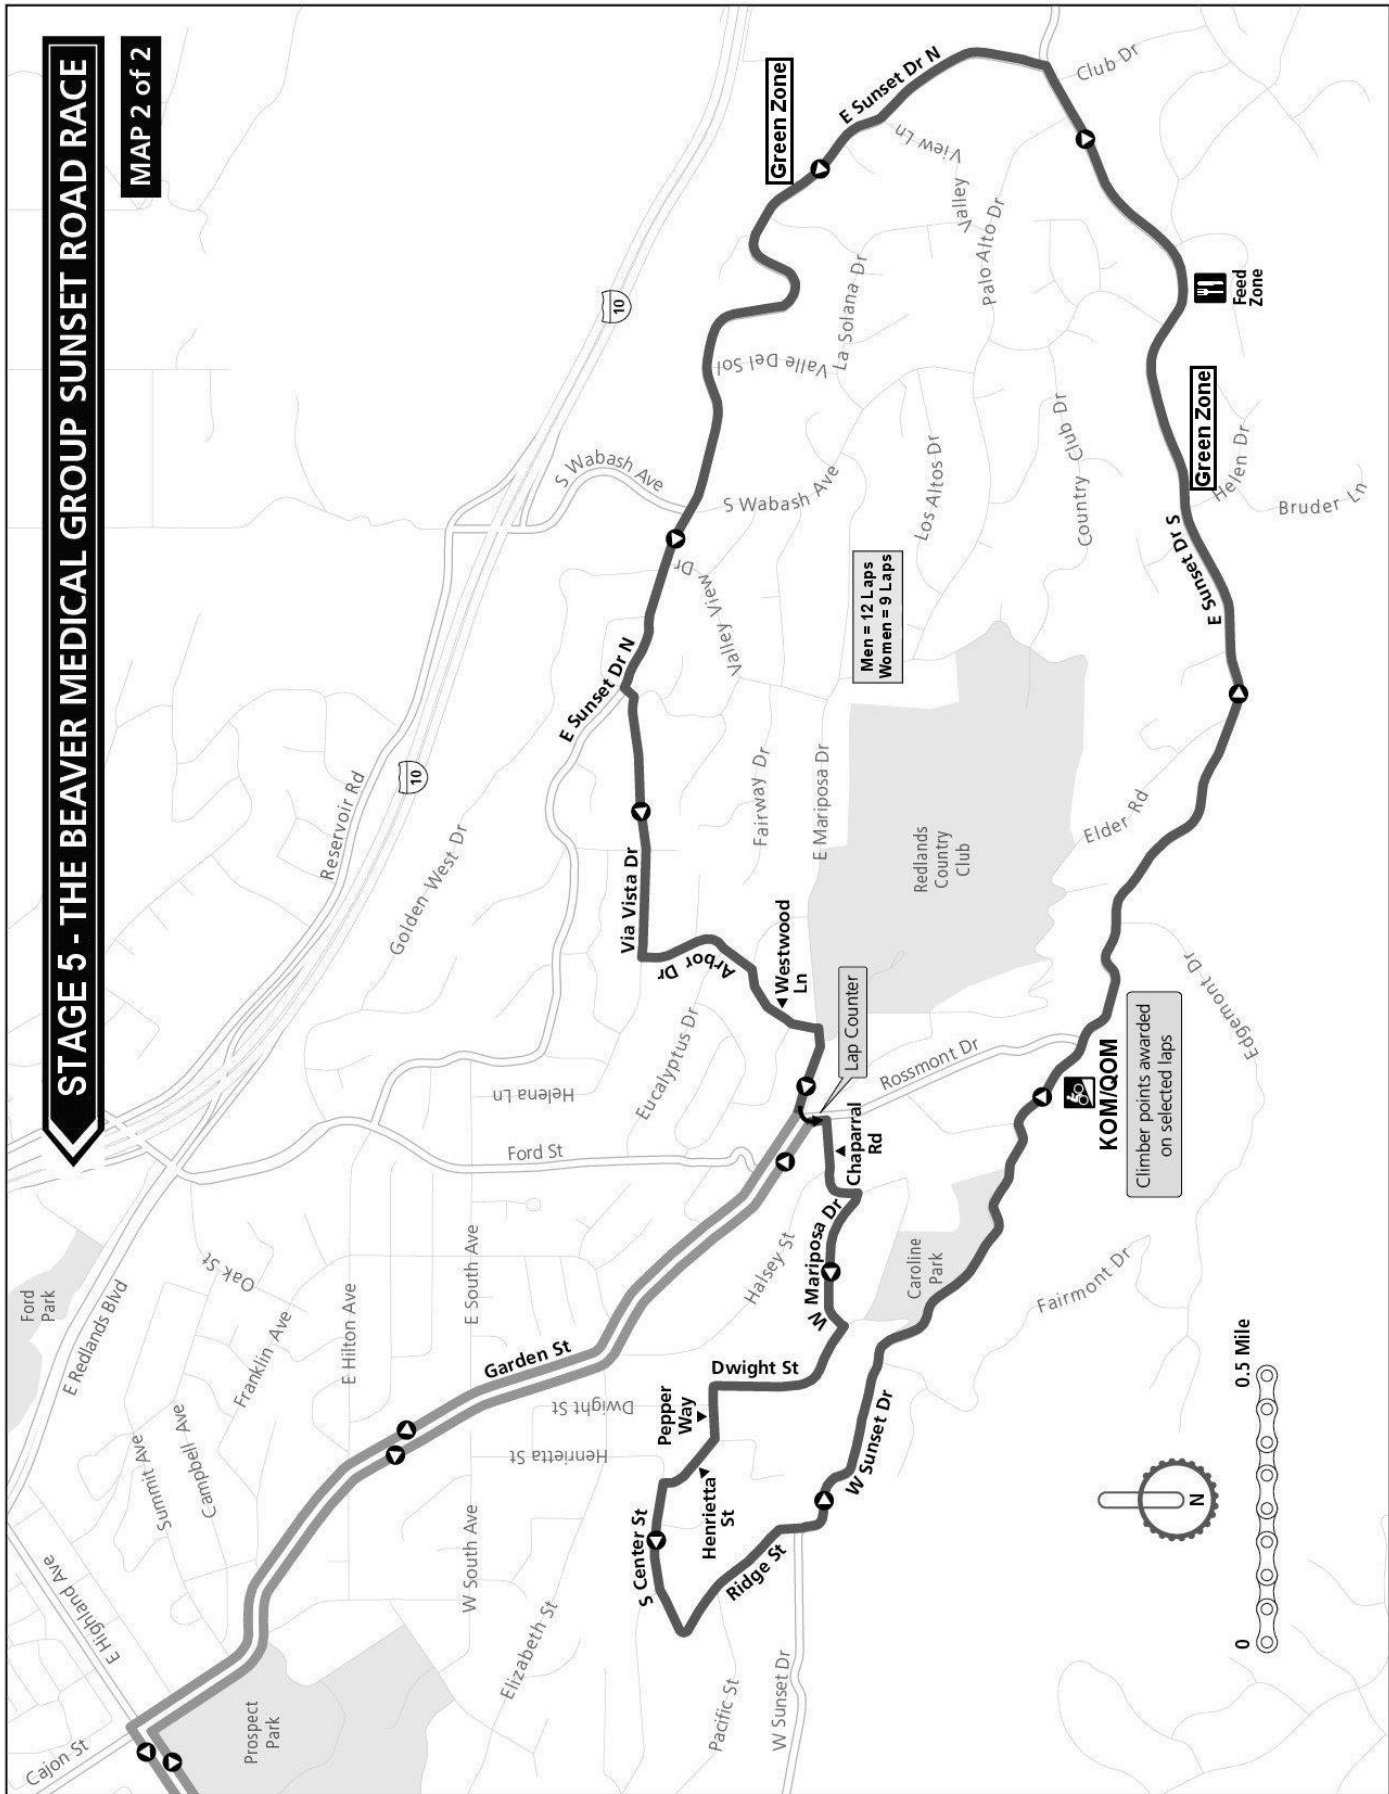 STAGE 5 - THE BEAVER MEDICAL GROUP SUNSET ROAD RACE
MAP 2 of 2
Ford
Park
E Redlands Blvd
Reservoir Rd
10
10
Oak St
Summit Ave
Campbell Ave
Franklin Ave
E Hilton Ave
E South Ave
W South Ave
E Highland Ave
Cajon St
Prospect
Park
Golden West Dr
Helena Ln
Ford St
Eucalyptus Dr
Garden St
Dwight St
Henrietta St
Elizabeth St
Pacific St
W Sunset Dr
S Wabash Ave
E Sunset Dr N
Via Vista Dr
Arbor Dr
Westwood
Ln
Valley View Dr
S Wabash Ave
Valle Del Sol
La Solana Dr
Green Zone
E Sunset Dr N
View Ln
Valley
Palo Alto Dr
Club Dr
Fairway Dr
E Mariposa Dr
Los Altos Dr
Country Club Dr
Men = 12 Laps
Women = 9 Laps
Redlands
Country
Club
Lap Counter
Rossmont Dr
Chaparral
Rd
Halsey St
W Mariposa Dr
Dwight St
Pepper
Way
Henrietta
St
S Center St
Ridge St
W Sunset Dr
Caroline
Park
Fairmont Dr
KOM/QOM
Climber points awarded
on selected laps
Edgemont Dr
Elder Rd
E Sunset Dr S
Green Zone
Helen Dr
Bruder Ln
Feed
Zone
N
0
0.5 Mile